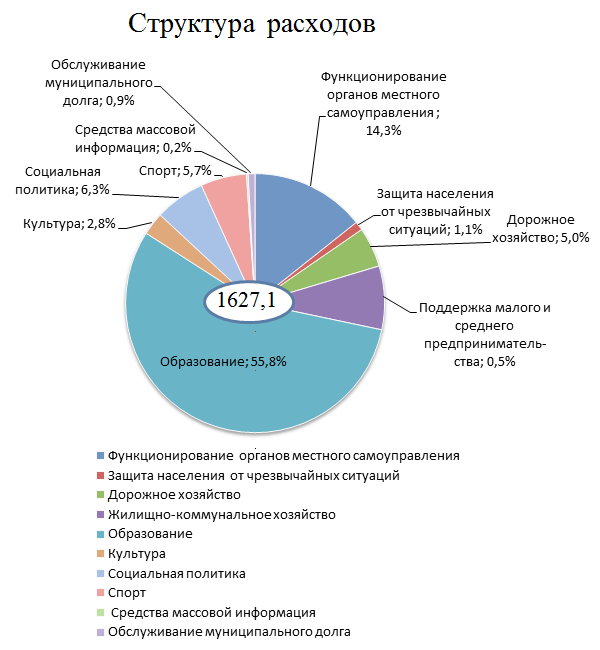 Структура расходов
Обслуживание
муниципального
долга; 0,9%
Функционирование
органов местного
самоуправления ;
14,3%
Средства массовой
информация; 0,2%
Социальная
политика; 6,3%
Спорт; 5,7%
Защита населения
от чрезвычайных
ситуаций; 1,1%
Дорожное
хозяйство; 5,0%
Культура; 2,8%
1627,1
Поддержка малого и
среднего
предприниматель-
ства; 0,5%
Образование; 55,8%
Функционирование органов местного самоуправления
Защита населения от чрезвычайных ситуаций
Дорожное хозяйство
Жилищно-коммунальное хозяйство
Образование
Культура
Социальная политика
Спорт
Средства массовой информация
Обслуживание муниципального долга